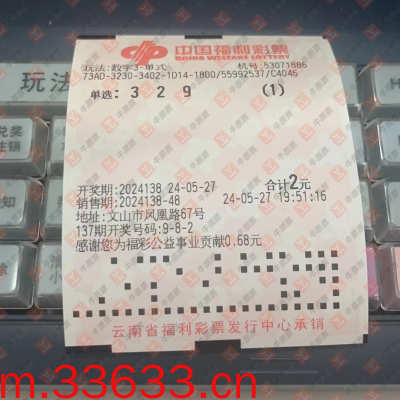 中国福利彩票
CHINA WELFARE LOTTERY
玩法:数字3-单式 机号:53071886
73AD-3230-3402-1D14-1800/55992537/C4046
单选: 3 2 9 (1)
开奖期:2024138 24-05-27 合计2元
销售期:2024138-48 24-05-27 19:51:16
地址:文山市凤凰路67号
137期开奖号码:9-8-2
感谢您为福彩公益事业贡献0.68元
云南省福利彩票发行中心承销
玩法
m.33633.cn